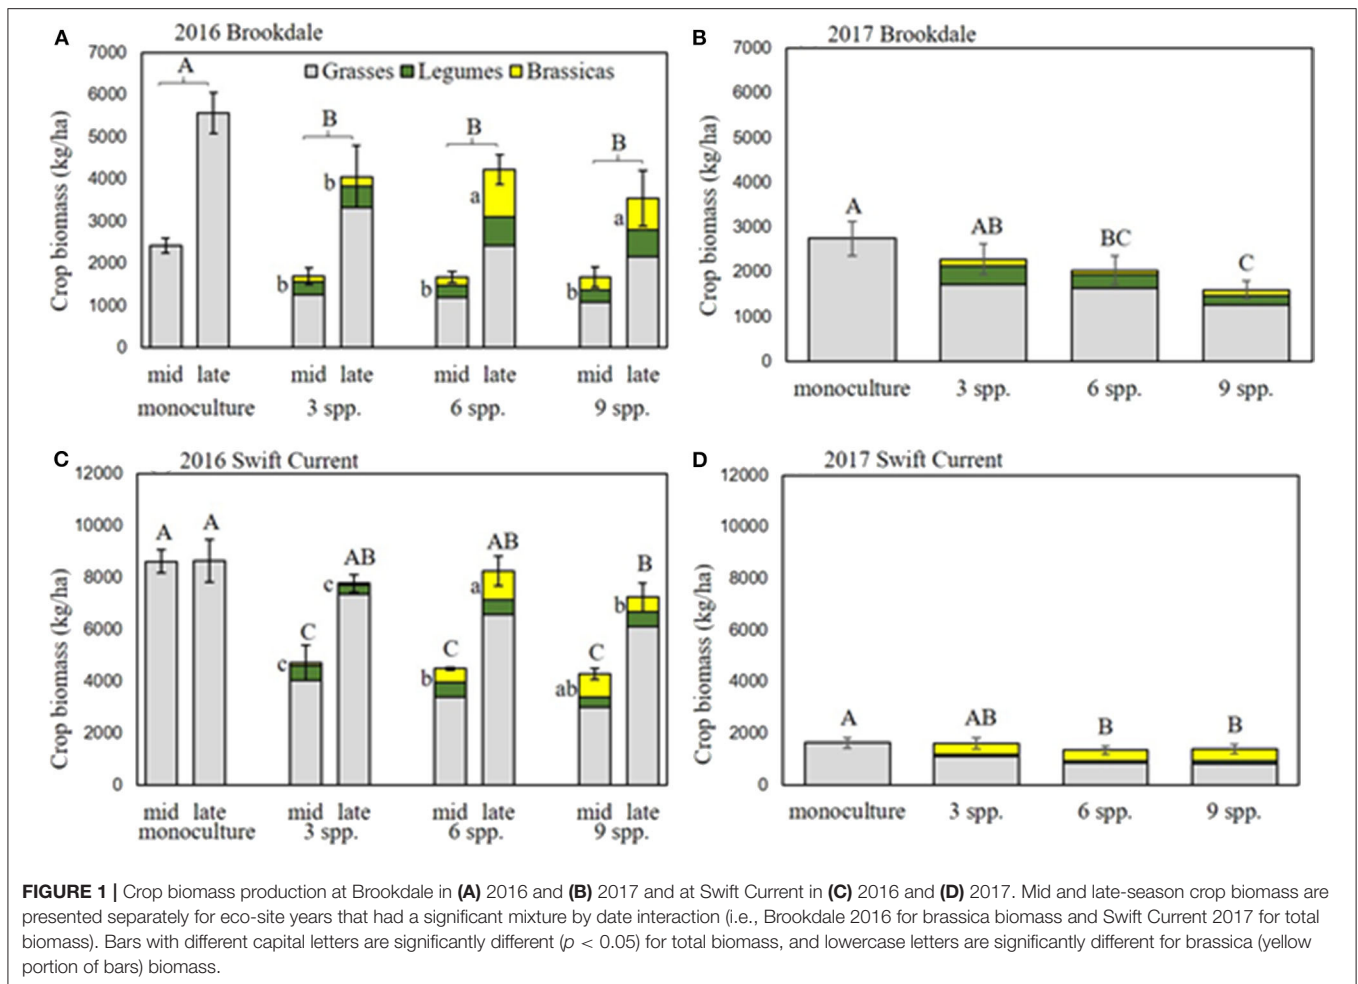 A 2016 Brookdale
7000
6000
5000
4000
3000
2000
1000
0
Crop biomass (kg/ha)
Grasses Legumes Brassicas
A
B
B
B
b
b
b
a
b
a
mid late mid late mid late mid late
monoculture 3 spp. 6 spp. 9 spp.
B 2017 Brookdale
7000
6000
5000
4000
3000
2000
1000
0
Crop biomass (kg/ha)
A
AB
BC
C
monoculture 3 spp. 6 spp. 9 spp.
C 2016 Swift Current
12000
10000
8000
6000
4000
2000
0
Crop biomass (kg/ha)
A A
C AB
C AB
C B
c c
b a
ab b
mid late mid late mid late mid late
monoculture 3 spp. 6 spp. 9 spp.
D 2017 Swift Current
12000
10000
8000
6000
4000
2000
0
Crop biomass (kg/ha)
A AB B B
monoculture 3 spp. 6 spp. 9 spp.
FIGURE 1 | Crop biomass production at Brookdale in (A) 2016 and (B) 2017 and at Swift Current in (C) 2016 and (D) 2017. Mid and late-season crop biomass are
presented separately for eco-site years that had a significant mixture by date interaction (i.e., Brookdale 2016 for brassica biomass and Swift Current 2017 for total
biomass). Bars with different capital letters are significantly different (p < 0.05) for total biomass, and lowercase letters are significantly different for brassica (yellow
portion of bars) biomass.